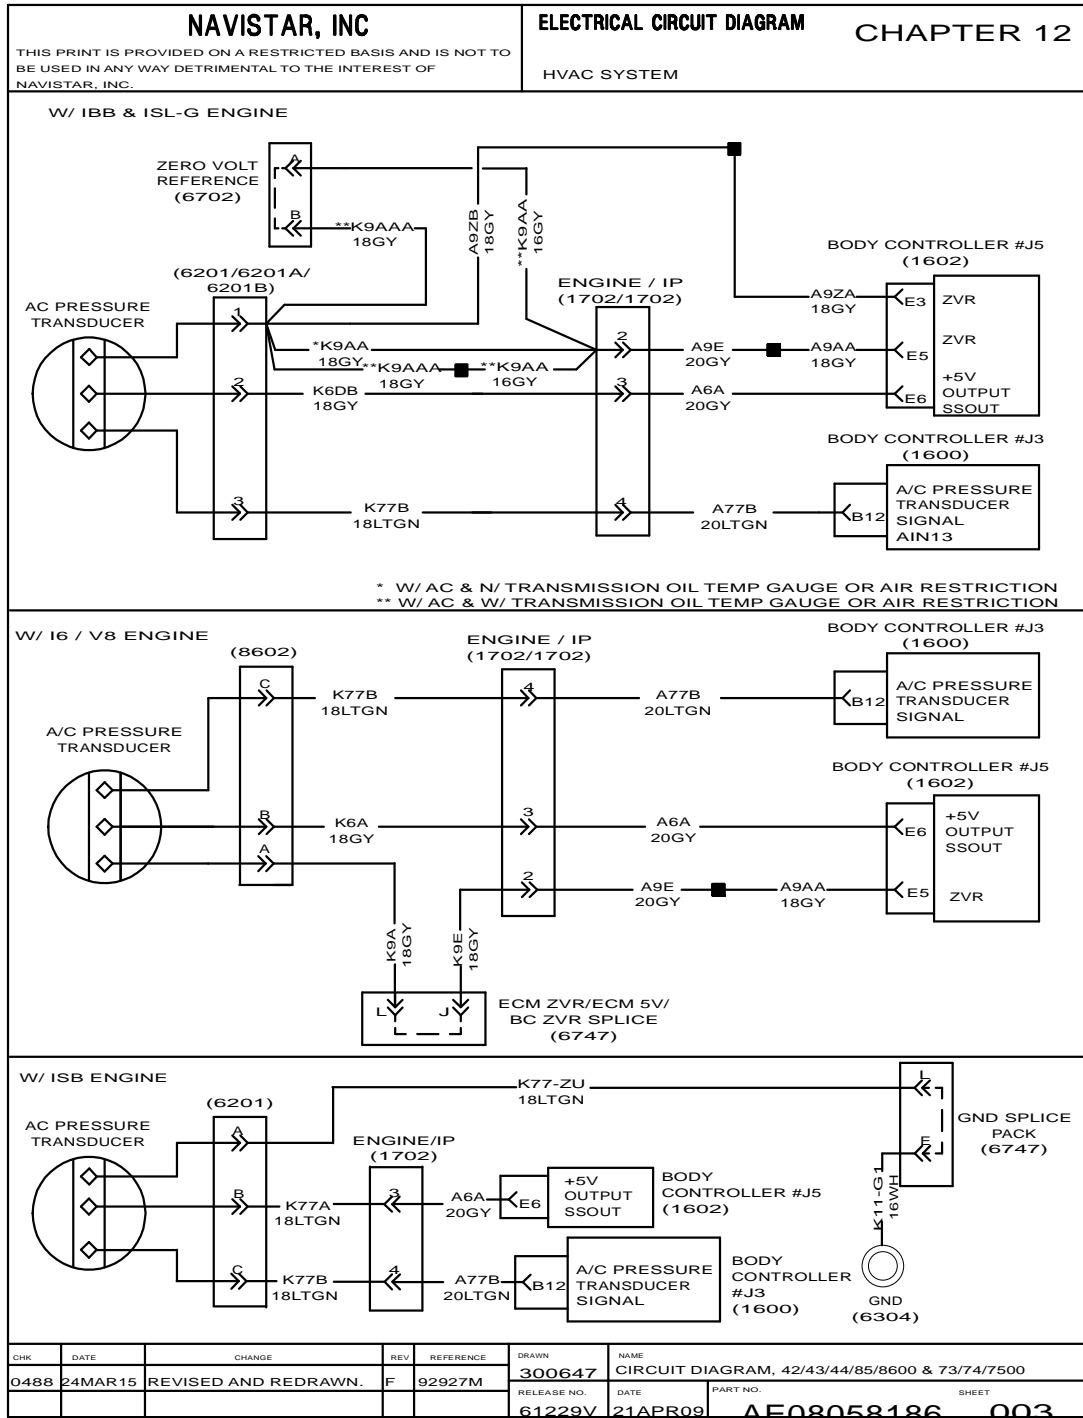 NAVISTAR, INC
THIS PRINT IS PROVIDED ON A RESTRICTED BASIS AND IS NOT TO
BE USED IN ANY WAY DETRIMENTAL TO THE INTEREST OF
NAVISTAR, INC.
ELECTRICAL CIRCUIT DIAGRAM
CHAPTER 12
HVAC SYSTEM
W/ IBB & ISL-G ENGINE
ZERO VOLT
REFERENCE
(6702)
A
B
**K9AAA
18GY
A9ZB
18GY
**K9AA
16GY
(6201/6201A/
6201B)
AC PRESSURE
TRANSDUCER
1
2
3
*K9AA
18GY
**K9AAA
18GY
**K9AA
16GY
K6DB
18GY
K77B
18LTGN
ENGINE / IP
(1702/1702)
2
3
4
A9E
20GY
A9AA
18GY
A6A
20GY
A77B
20LTGN
BODY CONTROLLER #J5
(1602)
A9ZA
18GY
E3
ZVR
E5
ZVR
E6
+5V
OUTPUT
SSOUT
BODY CONTROLLER #J3
(1600)
B12
A/C PRESSURE
TRANSDUCER
SIGNAL
AIN13
* W/ AC & N/ TRANSMISSION OIL TEMP GAUGE OR AIR RESTRICTION
** W/ AC & W/ TRANSMISSION OIL TEMP GAUGE OR AIR RESTRICTION
W/ I6 / V8 ENGINE
(8602)
ENGINE / IP
(1702/1702)
BODY CONTROLLER #J3
(1600)
C
K77B
18LTGN
4
A77B
20LTGN
B12
A/C PRESSURE
TRANSDUCER
SIGNAL
A/C PRESSURE
TRANSDUCER
BODY CONTROLLER #J5
(1602)
B
K6A
18GY
3
A6A
20GY
E6
+5V
OUTPUT
SSOUT
A
2
A9E
20GY
A9AA
18GY
E5
ZVR
K9A
18GY
K9E
18GY
L
J
ECM ZVR/ECM 5V/
BC ZVR SPLICE
(6747)
W/ ISB ENGINE
K77-ZU
18LTGN
L
E
GND SPLICE
PACK
(6747)
(6201)
AC PRESSURE
TRANSDUCER
A
B
C
ENGINE/IP
(1702)
K77A
18LTGN
3
A6A
20GY
E6
+5V
OUTPUT
SSOUT
BODY
CONTROLLER #J5
(1602)
K77B
18LTGN
4
A77B
20LTGN
B12
A/C PRESSURE
TRANSDUCER
SIGNAL
BODY
CONTROLLER
#J3
(1600)
K11-G1
16WH
GND
(6304)
CHK
DATE
CHANGE
REV
REFERENCE
0488
24MAR15
REVISED AND REDRAWN.
F
92927M
DRAWN
300647
NAME
CIRCUIT DIAGRAM, 42/43/44/85/8600 & 73/74/7500
RELEASE NO.
61229V
DATE
21APR09
PART NO.
AE08058186
SHEET
003